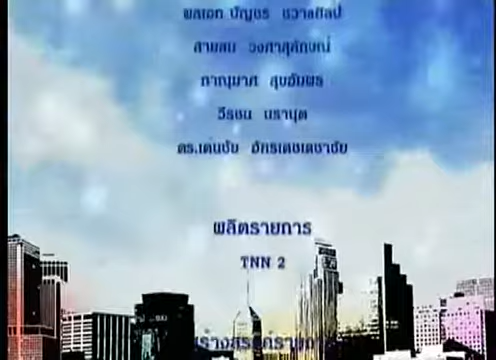 พลเอก บัญชร ชวาลศิลป์
สายลม วงศาสุลักษณ์
ภาณุมาศ สุขอัมพร
วีรชน นรานุต
ดร.เด่นชัย อัครเดชเดชาชัย
ผลิตรายการ
TNN 2